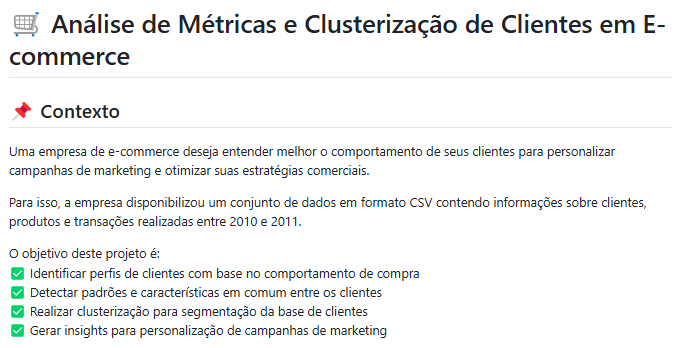 🛒 Análise de Métricas e Clusterização de Clientes em E-
commerce
📌 Contexto
Uma empresa de e-commerce deseja entender melhor o comportamento de seus clientes para personalizar
campanhas de marketing e otimizar suas estratégias comerciais.
Para isso, a empresa disponibilizou um conjunto de dados em formato CSV contendo informações sobre clientes,
produtos e transações realizadas entre 2010 e 2011.
O objetivo deste projeto é:
✅ Identificar perfis de clientes com base no comportamento de compra
✅ Detectar padrões e características em comum entre os clientes
✅ Realizar clusterização para segmentação da base de clientes
✅ Gerar insights para personalização de campanhas de marketing